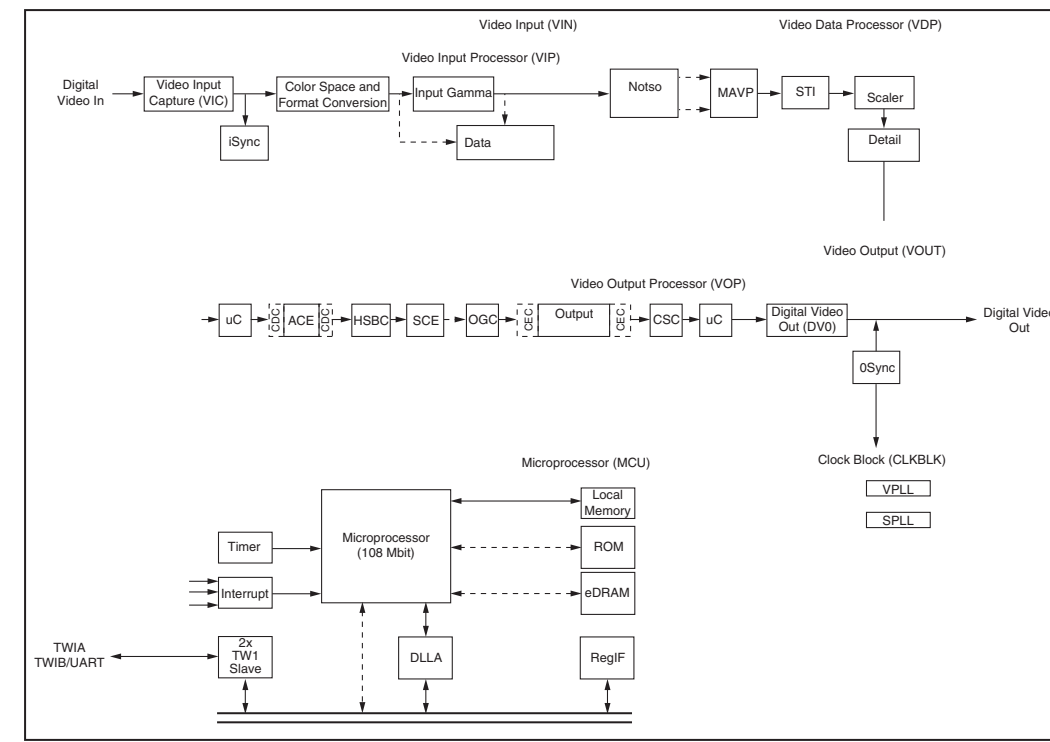 Video Input (VIN)
Video Data Processor (VDP)
Video Input Processor (VIP)
Digital
Video In
Video Input
Capture (VIC)
Color Space and
Format Conversion
Input Gamma
Notso
MAVP
STI
Scaler
iSync
Data
Detail
Video Output (VOUT)
Video Output Processor (VOP)
uC
CDC
ACE
CDC
HSBC
SCE
OGC
CEC
Output
CEC
CSC
uC
Digital Video
Out (DV0)
Digital Video
Out
0Sync
Clock Block (CLKBLK)
VPLL
SPLL
Microprocessor (MCU)
Microprocessor
(108 Mbit)
Local
Memory
Timer
ROM
Interrupt
eDRAM
TWIA
TWIB/UART
2x
TW1
Slave
DLLA
RegIF